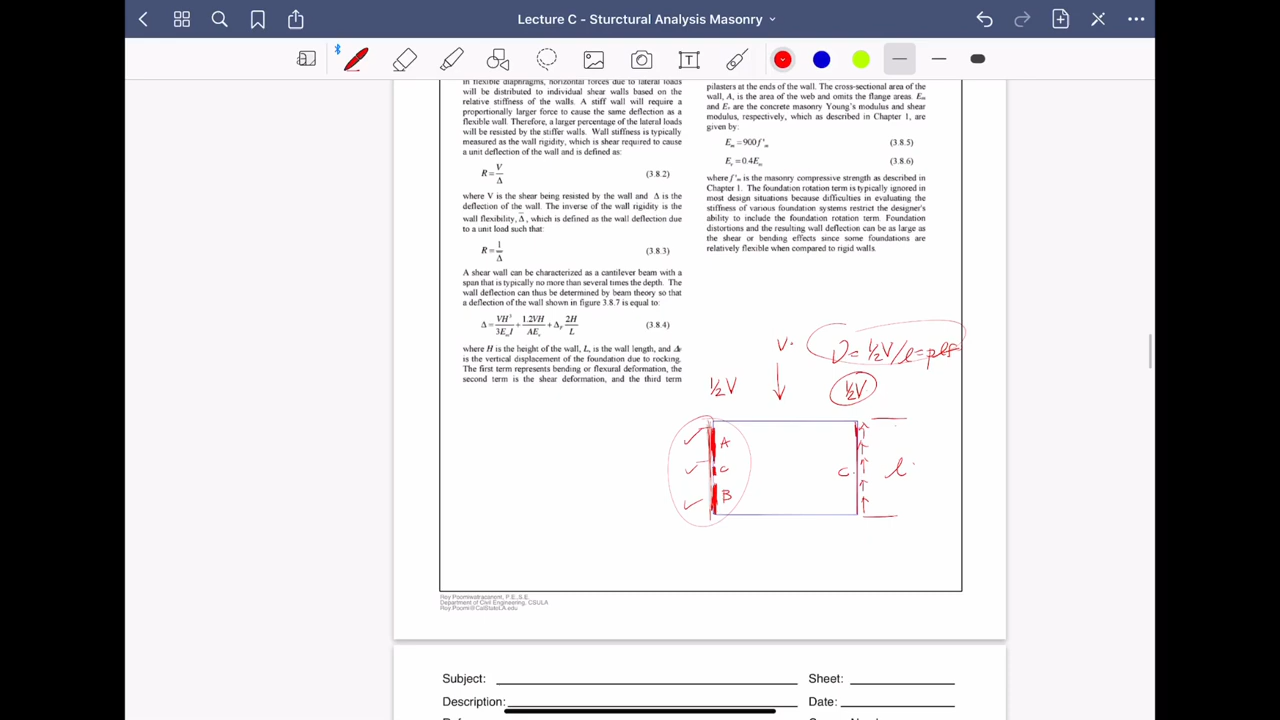 Lecture C - Sturctural Analysis Masonry
in flexible diaphragms, horizontal forces due to lateral loads
will be distributed to individual shear walls based on the
relative stiffness of the walls. A stiff wall will require a
proportionally larger force to cause the same deflection as a
flexible wall. Therefore, a larger percentage of the lateral loads
will be resisted by the stiffer walls. Wall stiffness is typically
measured as the wall rigidity, which is shear required to cause
a unit deflection of the wall and is defined as:
R = V/Δ (3.8.2)
where V is the shear being resisted by the wall and Δ is the
deflection of the wall. The inverse of the wall rigidity is the
wall flexibility, Δ̅ , which is defined as the wall deflection due
to a unit load such that:
R = 1/Δ (3.8.3)
A shear wall can be characterized as a cantilever beam with a
span that is typically no more than several times the depth. The
wall deflection can thus be determined by beam theory so that
a deflection of the wall shown in figure 3.8.7 is equal to:
Δ = VH³/3EmI + 1.2VH/AEv + Δf 2H/L (3.8.4)
where H is the height of the wall, L, is the wall length, and Δf
is the vertical displacement of the foundation due to rocking.
The first term represents bending or flexural deformation, the
second term is the shear deformation, and the third term
pilasters at the ends of the wall. The cross-sectional area of the
wall, A, is the area of the web and omits the flange areas. Em
and Ev are the concrete masonry Young's modulus and shear
modulus, respectively, which as described in Chapter 1, are
given by:
Em = 900 f'm (3.8.5)
Ev = 0.4Em (3.8.6)
where f'm is the masonry compressive strength as described in
Chapter 1. The foundation rotation term is typically ignored in
most design situations because difficulties in evaluating the
stiffness of various foundation systems restrict the designer's
ability to include the foundation rotation term. Foundation
distortions and the resulting wall deflection can be as large as
the shear or bending effects since some foundations are
relatively flexible when compared to rigid walls.
V. V = ½V/l = plf
½V ½V
A
C C. l
B
Roy Poomiwatracanont, P.E.,S.E.
Department of Civil Engineering, CSULA
Roy.Poomi@CalStateLA.edu
Subject: Sheet:
Description: Date: